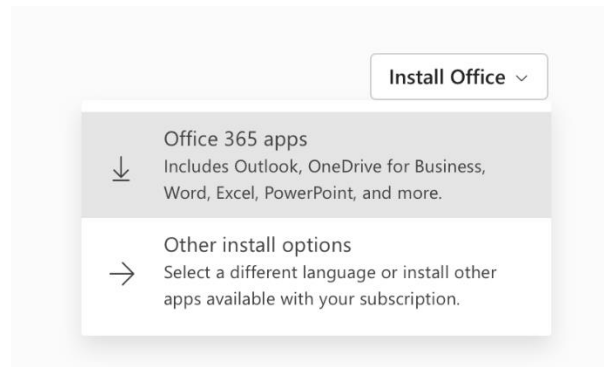 Install Office
Office 365 apps
Includes Outlook, OneDrive for Business,
Word, Excel, PowerPoint, and more.
Other install options
Select a different language or install other
apps available with your subscription.